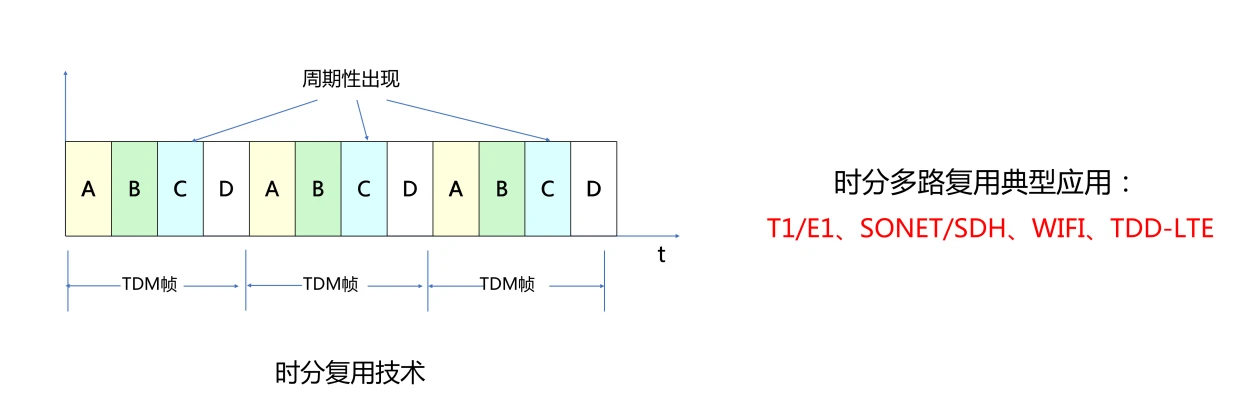 周期性出现
A B C D A B C D A B C D
t
TDM帧 TDM帧 TDM帧
时分复用技术
时分多路复用典型应用：
T1/E1、SONET/SDH、WIFI、TDD-LTE